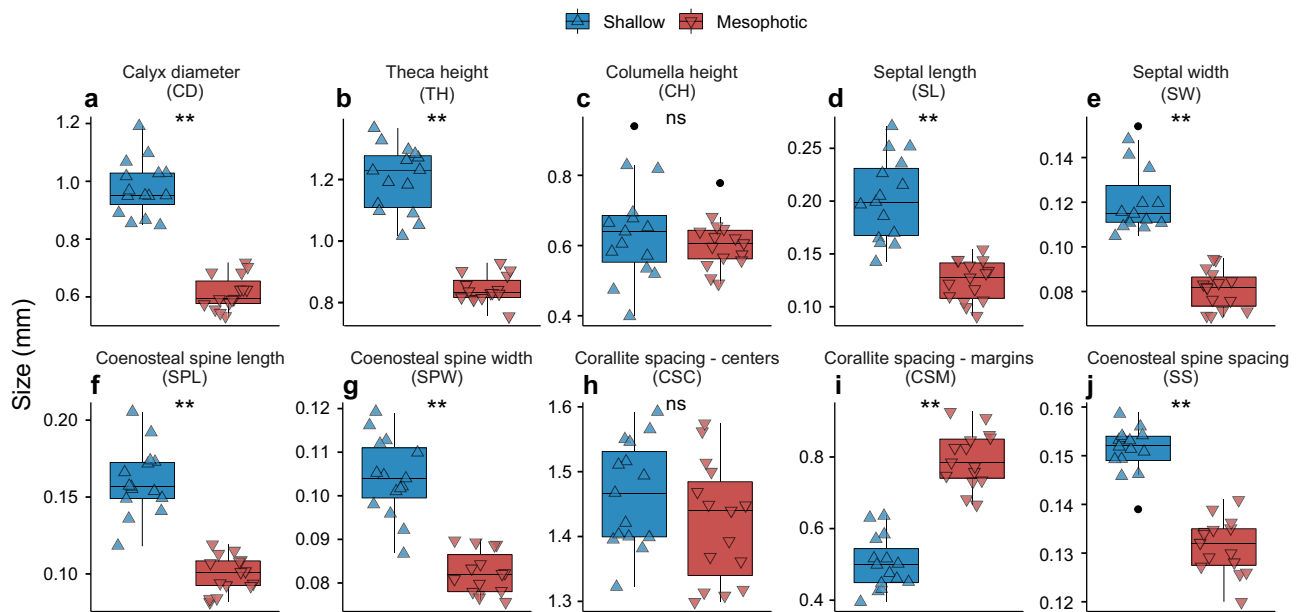 Shallow Mesophotic
Calyx diameter
(CD)
a
**
1.2
1.0
0.8
0.6
Theca height
(TH)
b
**
1.2
1.0
0.8
Columella height
(CH)
c
ns
0.8
0.6
0.4
Septal length
(SL)
d
**
0.25
0.20
0.15
0.10
Septal width
(SW)
e
**
0.14
0.12
0.10
0.08
Size (mm)
Coenosteal spine length
(SPL)
f
**
0.20
0.15
0.10
Coenosteal spine width
(SPW)
g
**
0.12
0.11
0.10
0.09
0.08
Corallite spacing - centers
(CSC)
h
ns
1.6
1.5
1.4
1.3
Corallite spacing - margins
(CSM)
i
**
0.8
0.6
0.4
Coenosteal spine spacing
(SS)
j
**
0.16
0.15
0.14
0.13
0.12